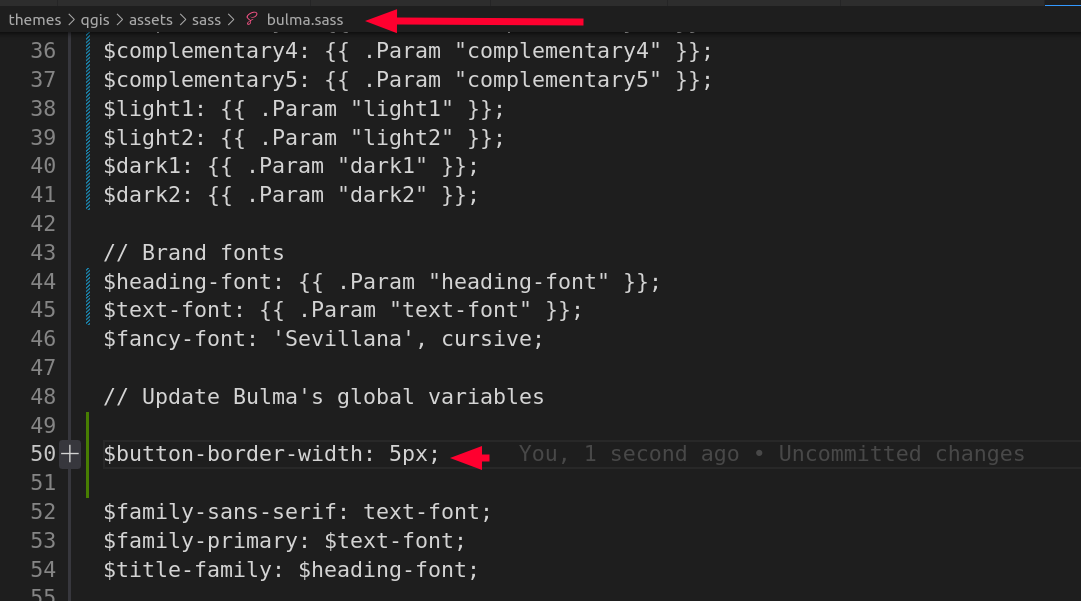 themes > qgis > assets > sass > bulma.sass
36 $complementary4: {{ .Param "complementary4" }};
37 $complementary5: {{ .Param "complementary5" }};
38 $light1: {{ .Param "light1" }};
39 $light2: {{ .Param "light2" }};
40 $dark1: {{ .Param "dark1" }};
41 $dark2: {{ .Param "dark2" }};
42
43 // Brand fonts
44 $heading-font: {{ .Param "heading-font" }};
45 $text-font: {{ .Param "text-font" }};
46 $fancy-font: 'Sevillana', cursive;
47
48 // Update Bulma's global variables
49
50 $button-border-width: 5px; You, 1 second ago • Uncommitted changes
51
52 $family-sans-serif: text-font;
53 $family-primary: $text-font;
54 $title-family: $heading-font;
55